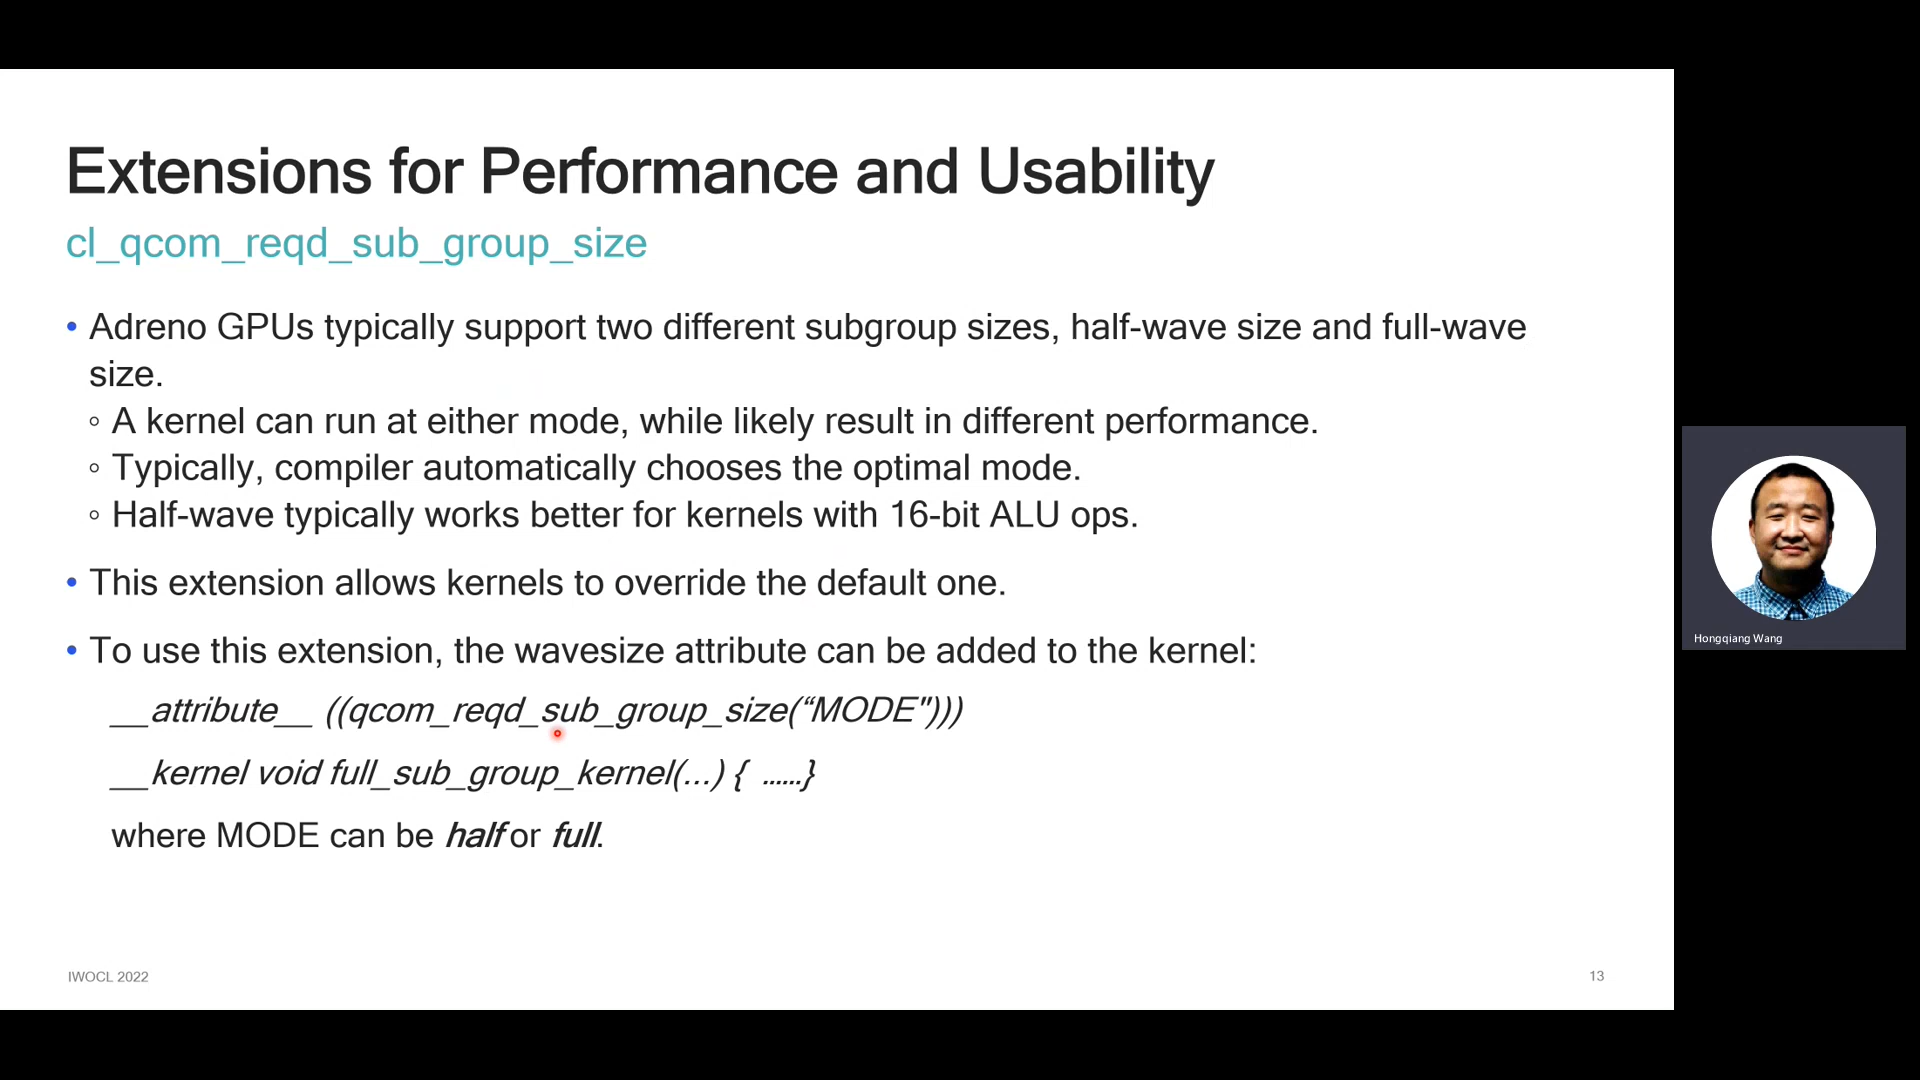 Extensions for Performance and Usability
cl_qcom_reqd_sub_group_size
• Adreno GPUs typically support two different subgroup sizes, half-wave size and full-wave
size.
◦ A kernel can run at either mode, while likely result in different performance.
◦ Typically, compiler automatically chooses the optimal mode.
◦ Half-wave typically works better for kernels with 16-bit ALU ops.
• This extension allows kernels to override the default one.
• To use this extension, the wavesize attribute can be added to the kernel:
__attribute__ ((qcom_reqd_sub_group_size(“MODE")))
__kernel void full_sub_group_kernel(...) { ......}
where MODE can be half or full.
Hongqiang Wang
IWOCL 2022
13